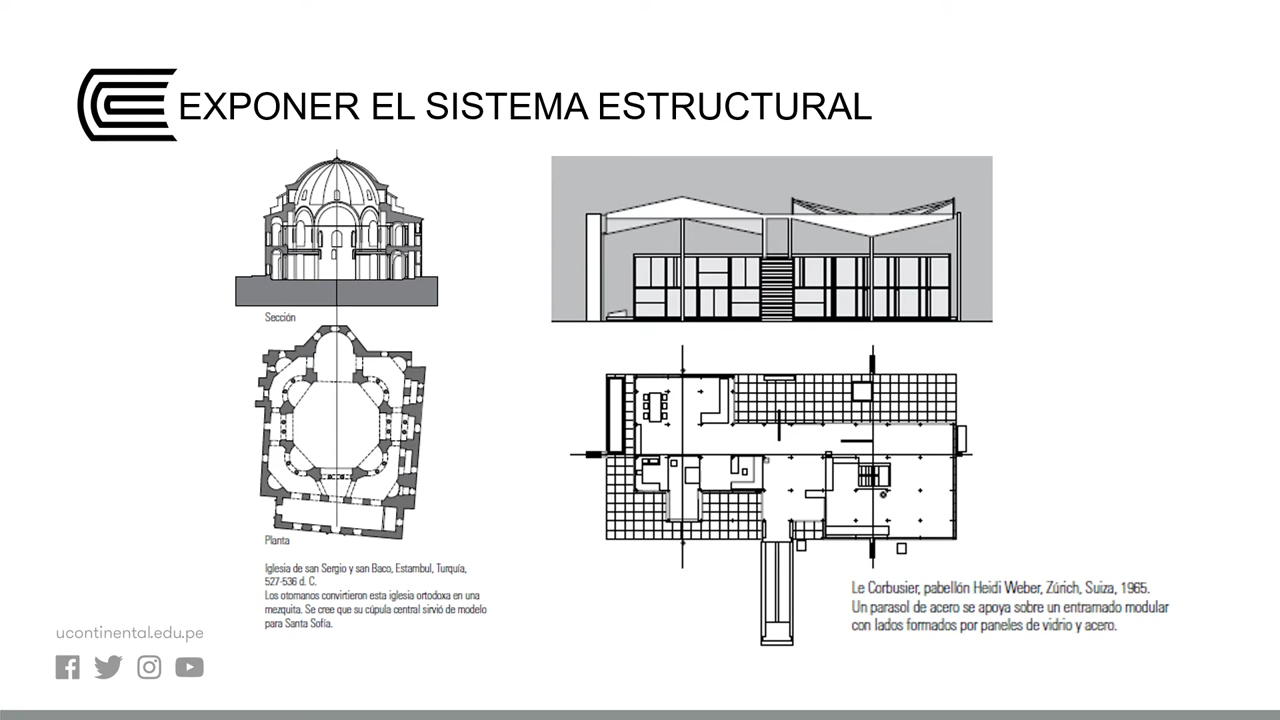 EXPONER EL SISTEMA ESTRUCTURAL
Sección
Planta
Iglesia de san Sergio y san Baco, Estambul, Turquía,
527-536 d. C.
Los otomanos convirtieron esta iglesia ortodoxa en una
mezquita. Se cree que su cúpula central sirvió de modelo
para Santa Sofía.
Le Corbusier, pabellón Heidi Weber, Zúrich, Suiza, 1965.
Un parasol de acero se apoya sobre un entramado modular
con lados formados por paneles de vidrio y acero.
ucontinental.edu.pe